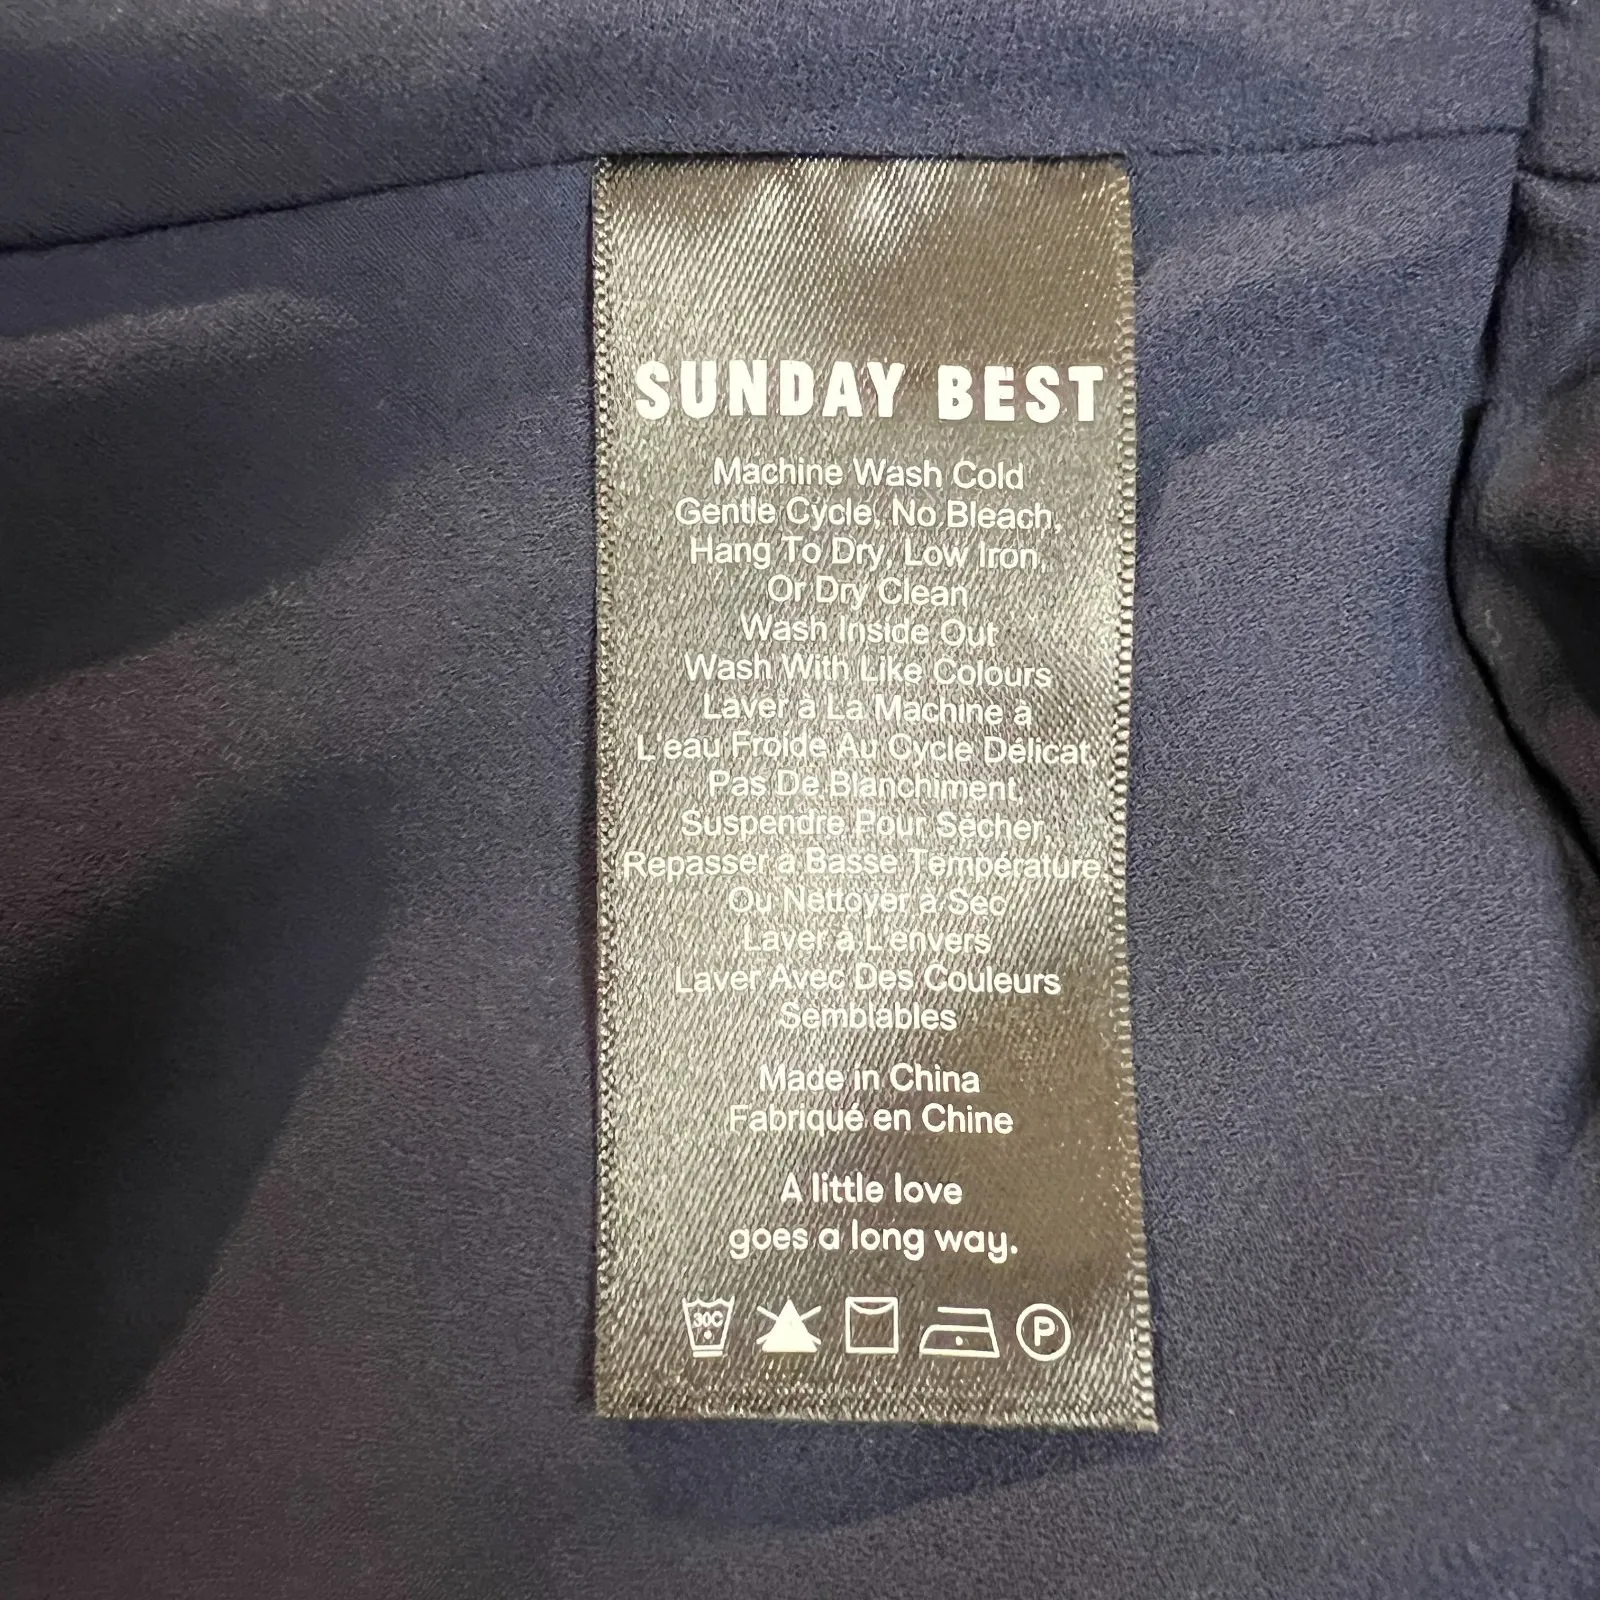 SUNDAY BEST
Machine Wash Cold
Gentle Cycle, No Bleach,
Hang To Dry, Low Iron,
Or Dry Clean
Wash Inside Out
Wash With Like Colours
Laver à La Machine à
L'eau Froide Au Cycle Délicat,
Pas De Blanchiment,
Suspendre Pour Sécher,
Repasser à Basse Température,
Ou Nettoyer à Sec
Laver à L'envers
Laver Avec Des Couleurs
Semblables
Made in China
Fabriqué en Chine
A little love
goes a long way.
30C P